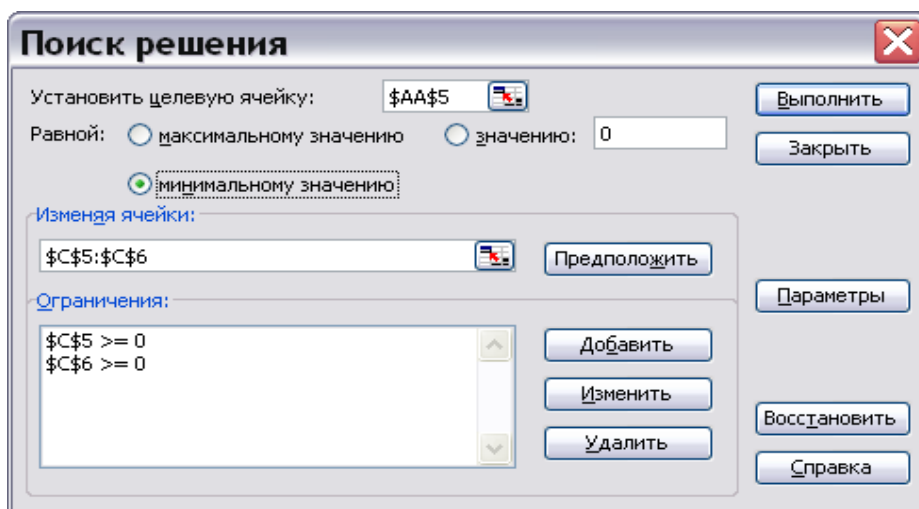 Поиск решения
Установить целевую ячейку: $AA$5 Выполнить
Равной: максимальному значению значению: 0 Закрыть
минимальному значению
Изменяя ячейки:
$C$5:$C$6 Предположить
Ограничения: Параметры
$C$5 >= 0 Добавить
$C$6 >= 0
Изменить
Восстановить
Удалить
Справка